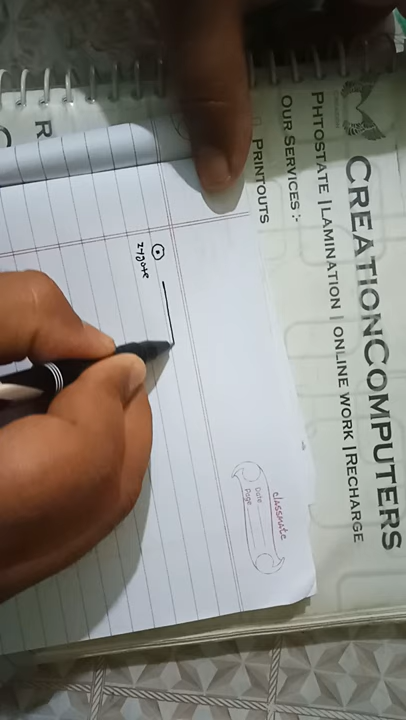 CREATIONCOMPUTERS
PHTOSTATE | LAMINATION | ONLINE WORK | RECHARGE
OUR SERVICES:-
PRINTOUTS
R
classmate
Date
Page
zygote